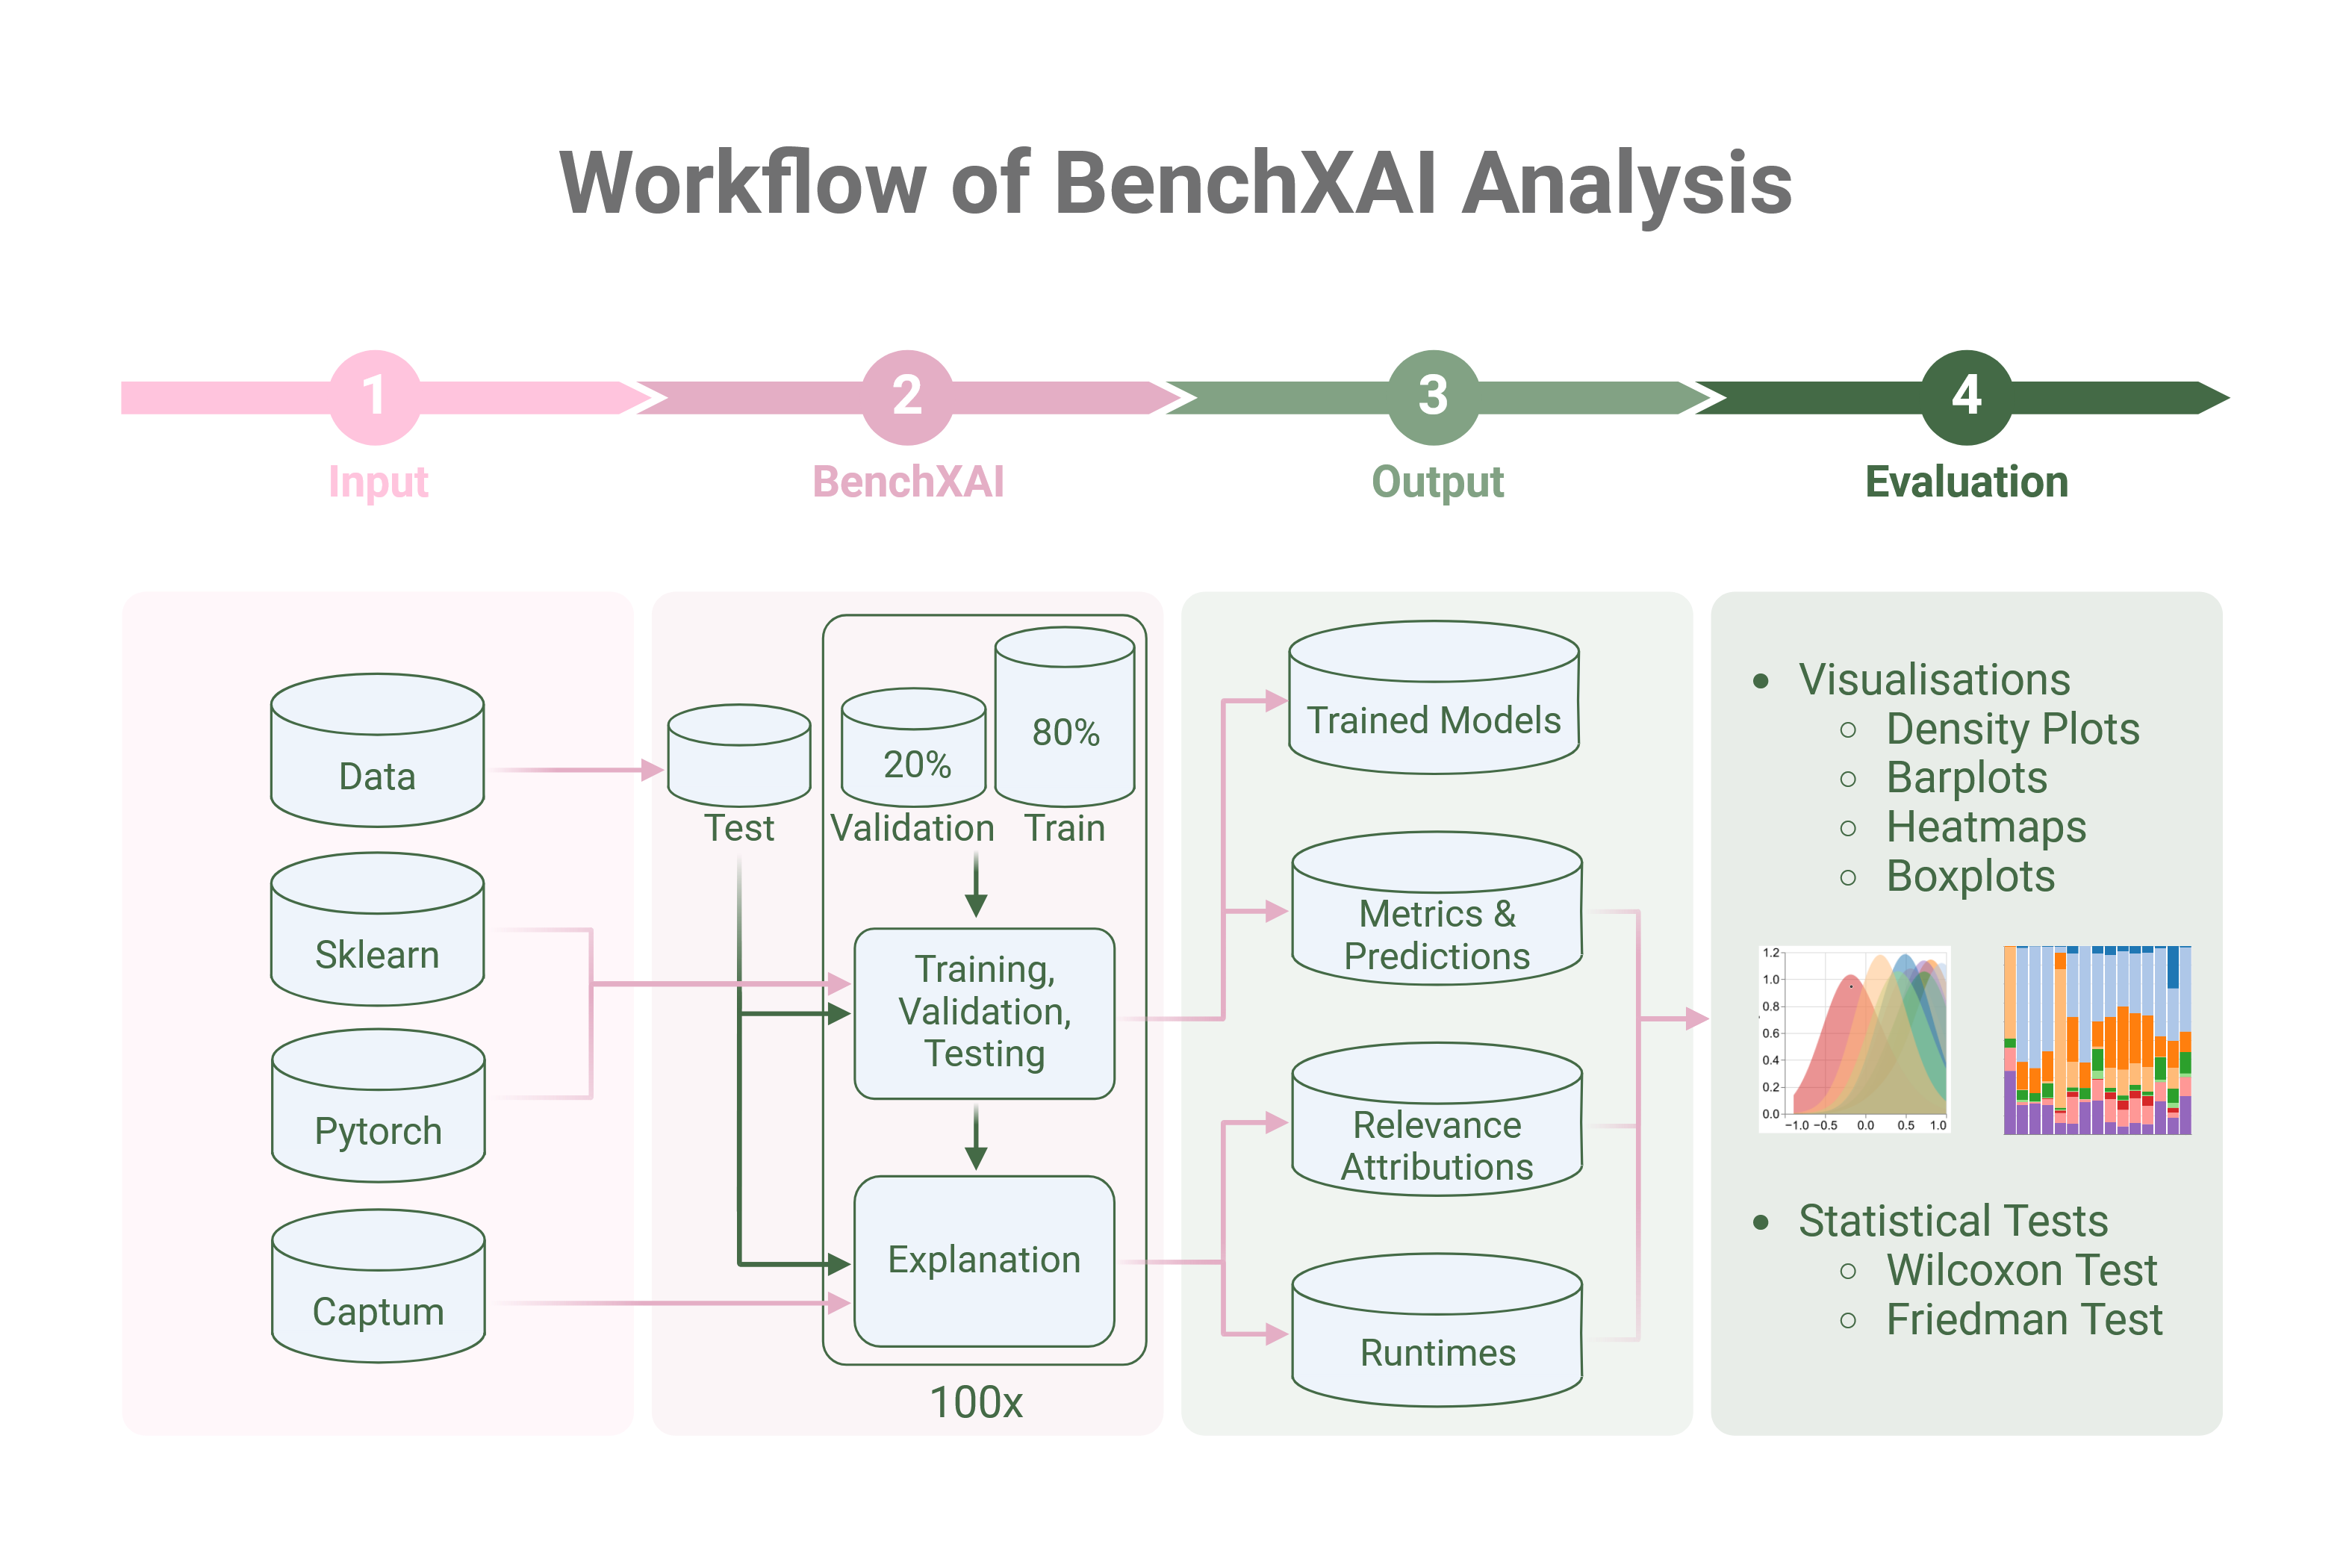 Workflow of BenchXAI Analysis
1
2
3
4
Input
BenchXAI
Output
Evaluation
Data
Sklearn
Pytorch
Captum
Test
20%
Validation
80%
Train
Training,
Validation,
Testing
Explanation
100x
Trained Models
Metrics &
Predictions
Relevance
Attributions
Runtimes
• Visualisations
○ Density Plots
○ Barplots
○ Heatmaps
○ Boxplots
1.2
1.0
0.8
0.6
0.4
0.2
0.0
−1.0 −0.5 0.0 0.5 1.0
• Statistical Tests
○ Wilcoxon Test
○ Friedman Test